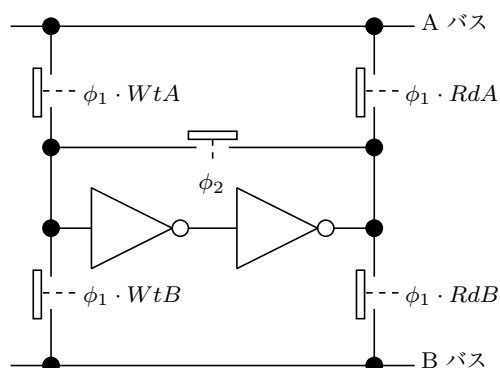 A バス
ϕ₁ · WtA
ϕ₁ · RdA
ϕ₂
ϕ₁ · WtB
ϕ₁ · RdB
B バス